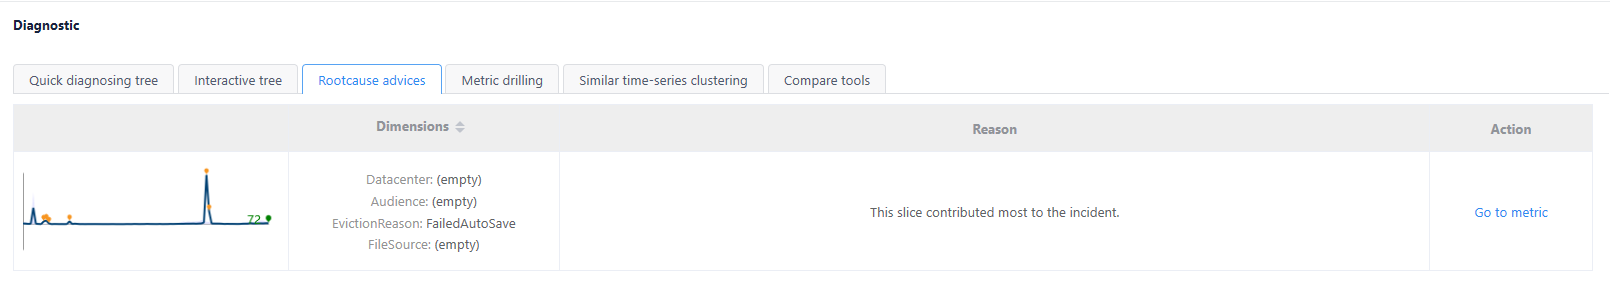 Diagnostic
Quick diagnosing tree
Interactive tree
Rootcause advices
Metric drilling
Similar time-series clustering
Compare tools
Dimensions
Reason
Action
72
Datacenter: (empty)
Audience: (empty)
EvictionReason: FailedAutoSave
FileSource: (empty)
This slice contributed most to the incident.
Go to metric